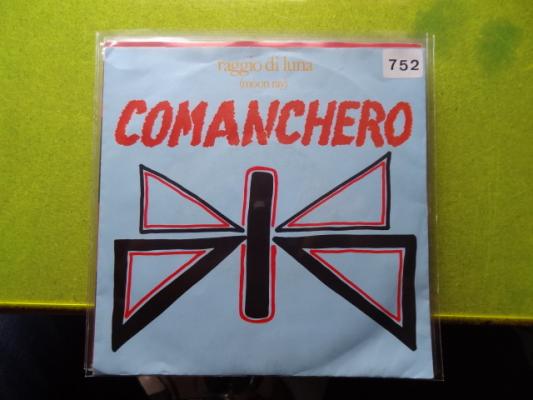 raggio di luna
(moon ray)
752
COMANCHERO